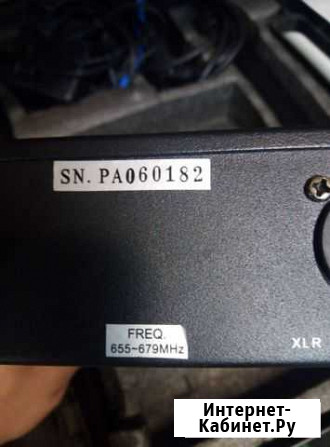 SN. PA060182
FREQ.
655~679MHz
XLR
Интернет-
Кабинет.Ру